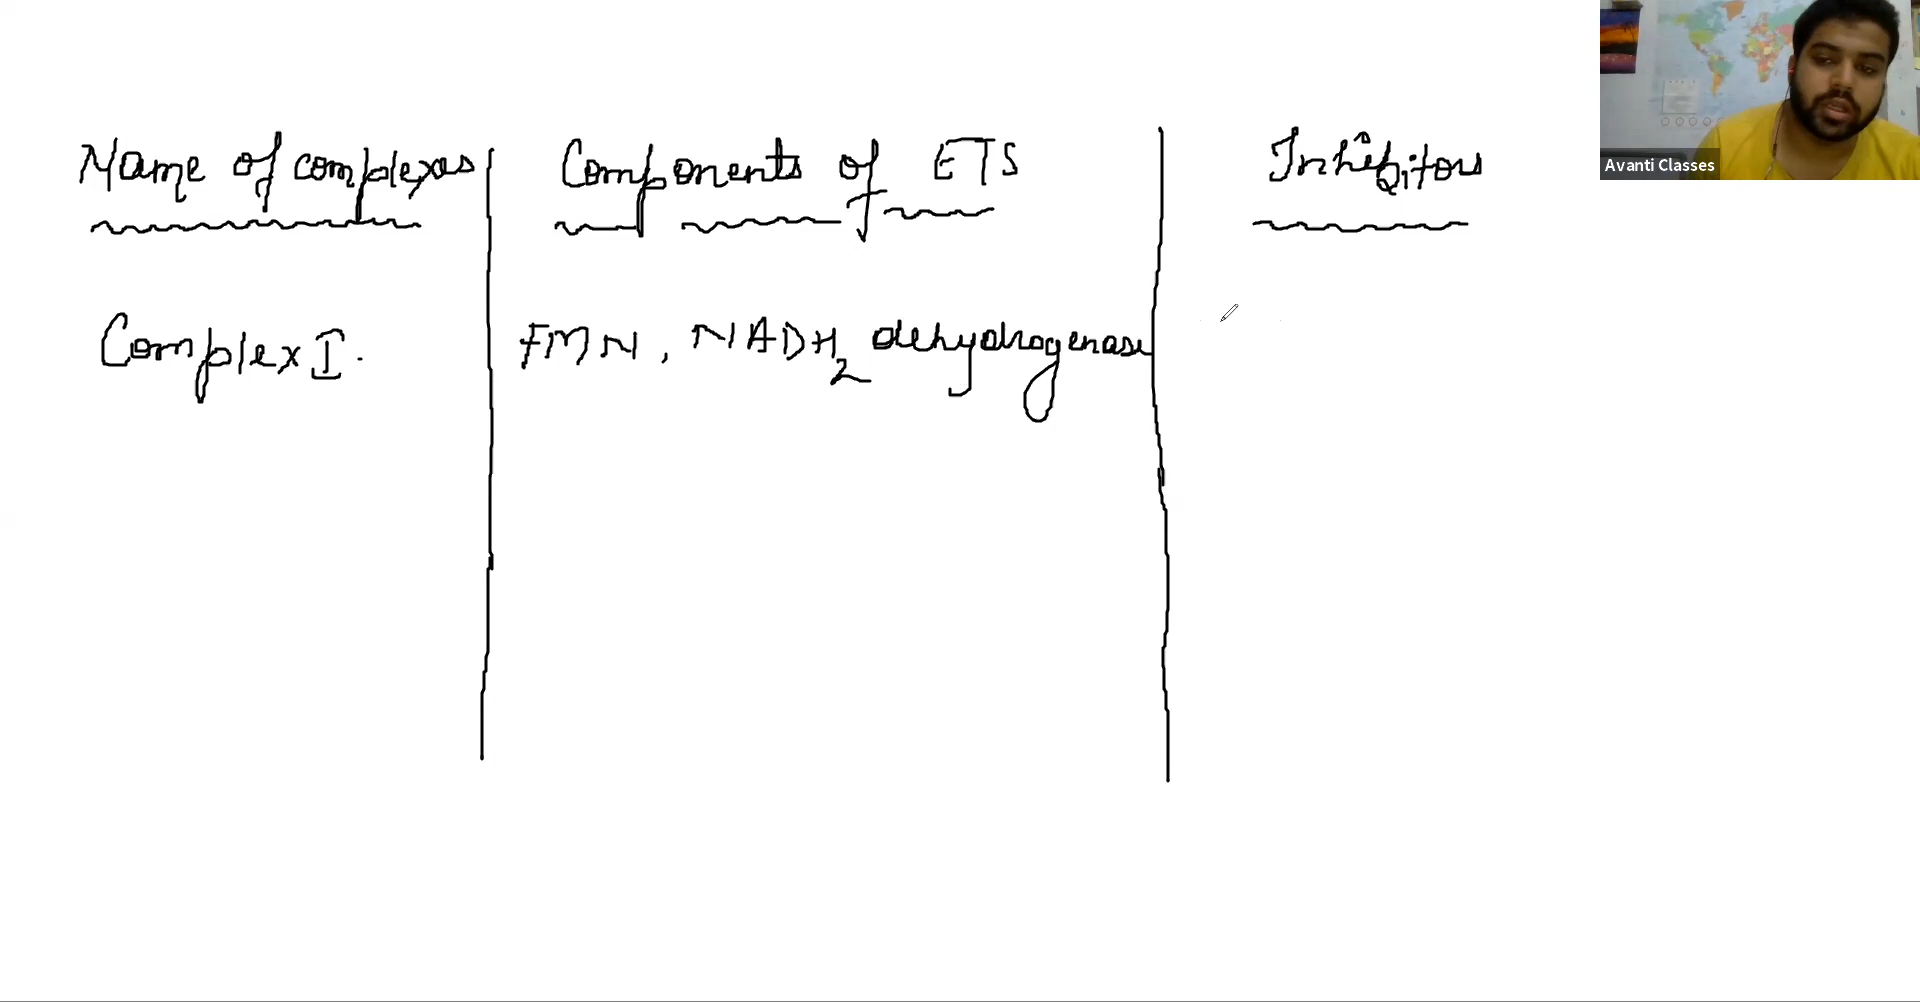 Name of complexes
Components of ETS
Inhibitors
Complex I.
FMN, NADH2 dehydrogenase
Avanti Classes